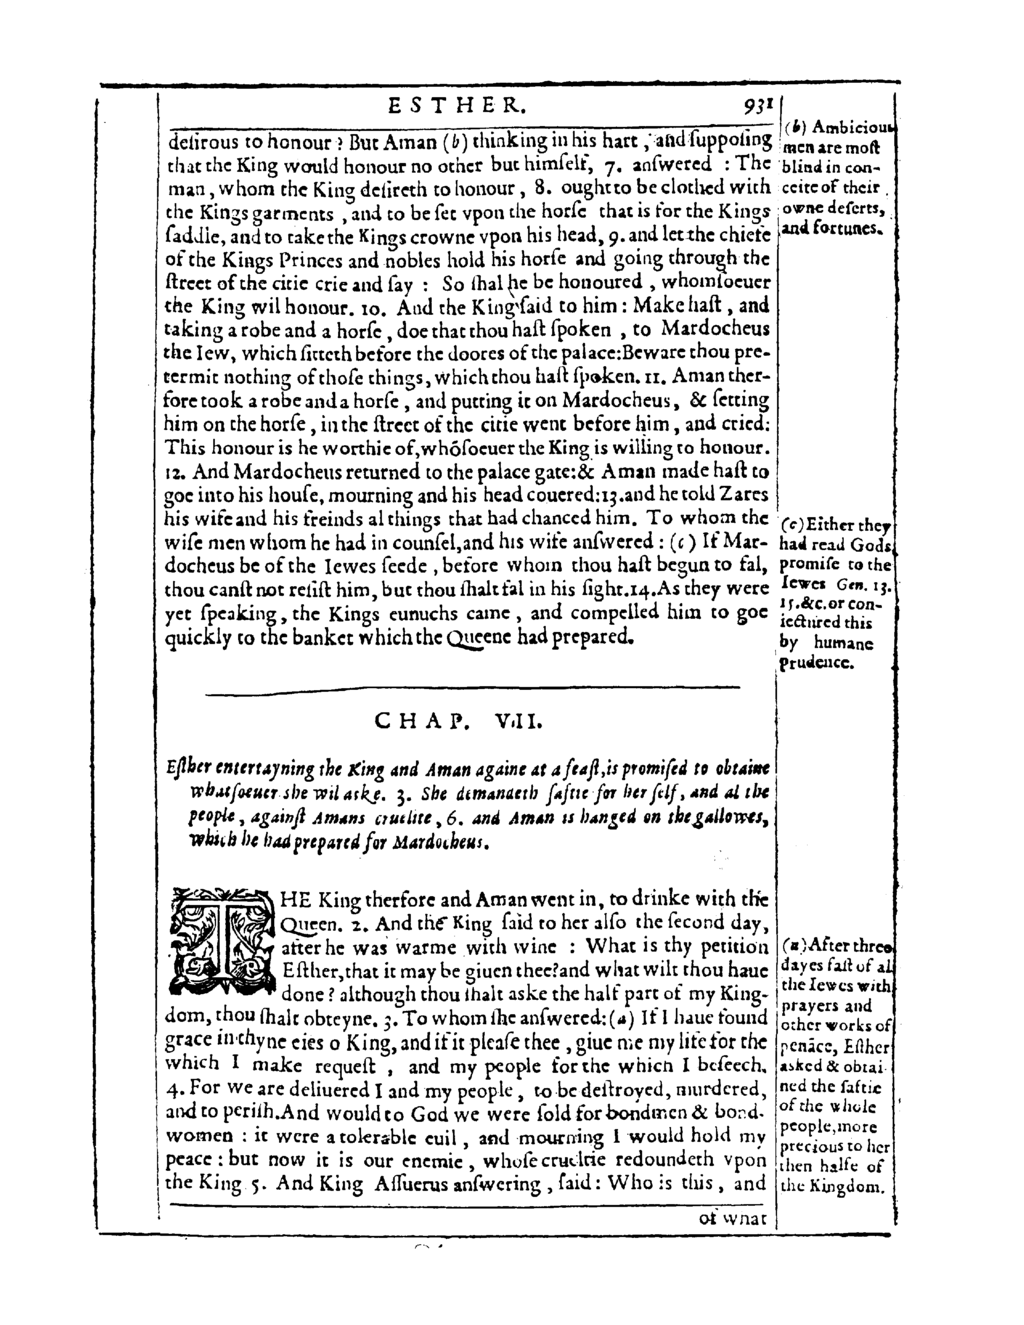 ESTHER. 931
desirous to honour ? But Aman (b) thinking in his hart, and supposing
that the King would honour no other but himself, 7. answered : The
man, whom the King desireth to honour, 8. ought to be clothed with
the Kings garments, and to be set vpon the horse that is for the Kings
saddle, and to take the Kings crowne vpon his head, 9. and let the chiefe
of the Kings Princes and nobles hold his horse and going through the
street of the citie crie and say : So shal he be honoured, whomsoeuer
the King wil honour. 10. And the King said to him : Make hast, and
taking a robe and a horse, doe that thou hast spoken, to Mardocheus
the Iew, which sitteth before the doores of the palace: Beware thou pre-
termit nothing of those things, which thou hast spoken. 11. Aman ther-
fore took a robe and a horse, and putting it on Mardocheus, & setting
him on the horse, in the street of the citie went before him, and cried:
This honour is he worthie of, whōsoeuer the King is willing to honour.
12. And Mardocheus returned to the palace gate: & Aman made hast to
goe into his house, mourning and his head couered: 13. and he told Zares
his wife and his freinds al things that had chanced him. To whom the
wise men whom he had in counsel, and his wife answered : (c) If Mar-
docheus be of the Iewes seede, before whom thou hast begun to fal,
thou canst not resist him, but thou shalt fal in his sight. 14. As they were
yet speaking, the Kings eunuchs came, and compelled him to goe
quickly to the banket which the Queene had prepared.
(b) Ambicious
men are most
blind in con-
ceite of their
owne deserts,
and fortunes.
(c) Either they
had read Gods
promise to the
Iewes Gen. 13.
15. &c. or con-
iectured this
by humane
prudence.
CHAP. VII.
Esther entertayning the King and Aman againe at a feast, is promised to obtaine
whatsoeuer she wil aske. 3. She demandeth saftie for her self, and al the
people, against Amans crueltie, 6. and Aman is hanged on the gallowes,
which he had prepared for Mardocheus.
THE King therfore and Aman went in, to drinke with the
Queen. 2. And the King said to her also the second day,
after he was warme with wine : What is thy petition
Esther, that it may be giuen thee? and what wilt thou haue
done ? although thou shalt aske the half part of my King-
dom, thou shalt obteyne. 3. To whom she answered: (a) If I haue found
grace in thyne eies o King, and if it please thee, giue me my life for the
which I make request, and my people for the which I beseech.
4. For we are deliuered I and my people, to be destroyed, murdered,
and to perish. And would to God we were sold for bondmen & bond-
women : it were a tolerable euil, and mourning I would hold my
peace : but now it is our enemie, whose crueltie redoundeth vpon
the King 5. And King Assuerus answering, said : Who is this, and
of what
(a) After three
dayes fast of al
the Iewes with
prayers and
other works of
penāce, Esther
asked & obtai-
ned the saftie
of the whole
people, more
precious to her
then halfe of
the Kingdom.